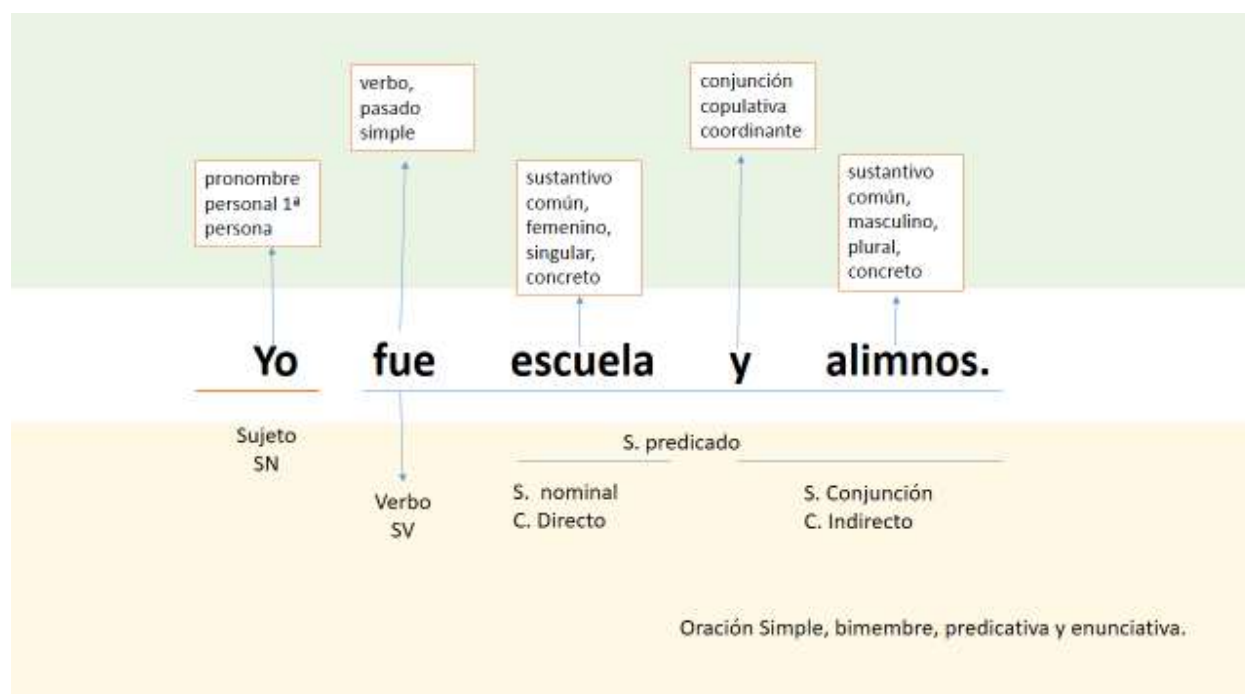 verbo,
pasado
simple
conjunción
copulativa
coordinante
pronombre
personal 1ª
persona
sustantivo
común,
femenino,
singular,
concreto
sustantivo
común,
masculino,
plural,
concreto
Yo fue escuela y alimnos.
Sujeto
SN
S. predicado
Verbo
SV
S. nominal
C. Directo
S. Conjunción
C. Indirecto
Oración Simple, bimembre, predicativa y enunciativa.